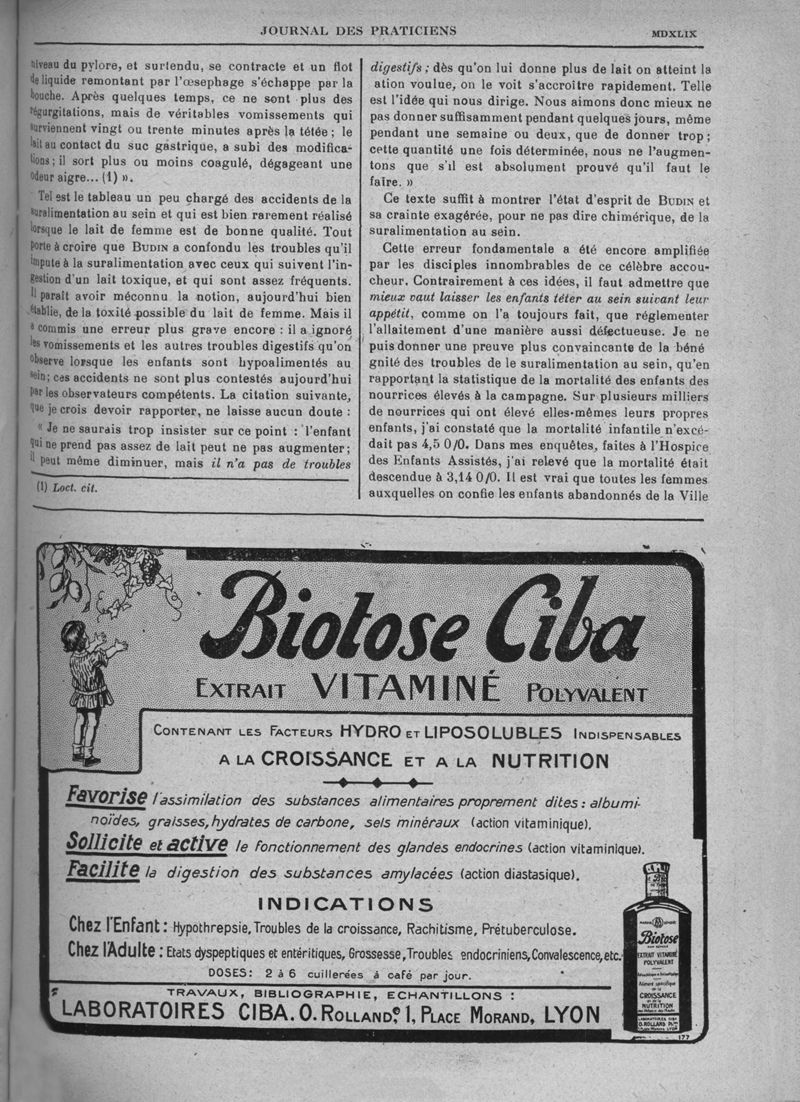 JOURNAL DES PRATICIENS
MDXLIX
niveau du pylore, et surtendu, se contracte et un flot
de liquide remontant par l'œsephage s'échappe par la
bouche. Après quelques temps, ce ne sont plus des
régurgitations, mais de véritables vomissements qui
surviennent vingt ou trente minutes après la tétée ; le
lait au contact du suc gastrique, a subi des modifica-
tions ; il sort plus ou moins coagulé, dégageant une
odeur aigre... (1) ».
Tel est le tableau un peu chargé des accidents de la
suralimentation au sein et qui est bien rarement réalisé
lorsque le lait de femme est de bonne qualité. Tout
porte à croire que BUDIN a confondu les troubles qu'il
impute à la suralimentation avec ceux qui suivent l'in-
gestion d'un lait toxique, et qui sont assez fréquents.
Il paraît avoir méconnu la notion, aujourd'hui bien
établie, de la toxité possible du lait de femme. Mais il
a commis une erreur plus grave encore : il a ignoré
les vomissements et les autres troubles digestifs qu'on
observe lorsque les enfants sont hypoalimentés au
sein ; ces accidents ne sont plus contestés aujourd'hui
par les observateurs compétents. La citation suivante,
que je crois devoir rapporter, ne laisse aucun doute :
« Je ne saurais trop insister sur ce point : l'enfant
qui ne prend pas assez de lait peut ne pas augmenter ;
il peut même diminuer, mais il n'a pas de troubles
(1) Loct. cit.
digestifs ; dès qu'on lui donne plus de lait on atteint la
ation voulue, on le voit s'accroître rapidement. Telle
est l'idée qui nous dirige. Nous aimons donc mieux ne
pas donner suffisamment pendant quelques jours, même
pendant une semaine ou deux, que de donner trop ;
cette quantité une fois déterminée, nous ne l'augmen-
tons que s'il est absolument prouvé qu'il faut le
faire. »
Ce texte suffit à montrer l'état d'esprit de BUDIN et
sa crainte exagérée, pour ne pas dire chimérique, de la
suralimentation au sein.
Cette erreur fondamentale a été encore amplifiée
par les disciples innombrables de ce célèbre accou-
cheur. Contrairement à ces idées, il faut admettre que
mieux vaut laisser les enfants téter au sein suivant leur
appétit, comme on l'a toujours fait, que réglementer
l'allaitement d'une manière aussi défectueuse. Je ne
puis donner une preuve plus convaincante de la béné
gnité des troubles de le suralimentation au sein, qu'en
rapportant la statistique de la mortalité des enfants des
nourrices élevés à la campagne. Sur plusieurs milliers
de nourrices qui ont élevé elles-mêmes leurs propres
enfants, j'ai constaté que la mortalité infantile n'excé-
dait pas 4,5 0/0. Dans mes enquêtes, faites à l'Hospice
des Enfants Assistés, j'ai relevé que la mortalité était
descendue à 3,14 0/0. Il est vrai que toutes les femmes
auxquelles on confie les enfants abandonnés de la Ville
Biotose Ciba
EXTRAIT VITAMINÉ POLYVALENT
CONTENANT LES FACTEURS HYDRO ET LIPOSOLUBLES INDISPENSABLES
A LA CROISSANCE ET A LA NUTRITION
Favorise l'assimilation des substances alimentaires proprement dites : albumi-
noïdes, graisses, hydrates de carbone, sels minéraux (action vitaminique).
Sollicite et active le fonctionnement des glandes endocrines (action vitaminique).
Facilite la digestion des substances amylacées (action diastasique).
INDICATIONS
Chez l'Enfant : Hypothrepsie, Troubles de la croissance, Rachitisme, Prétuberculose.
Chez l'Adulte : Etats dyspeptiques et entéritiques, Grossesse, Troubles endocriniens, Convalescence, etc.
DOSES: 2 à 6 cuillerées à café par jour.
TRAVAUX, BIBLIOGRAPHIE, ECHANTILLONS :
LABORATOIRES CIBA. O. ROLLAND, 1, PLACE MORAND, LYON
Biotose
EXTRAIT VITAMINÉ
POLYVALENT
CROISSANCE
NUTRITION
LABORATOIRES CIBA
O. ROLLAND
177